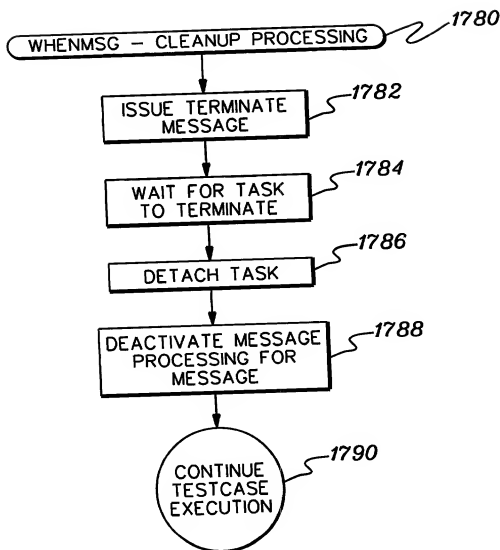 1780
WHENMSG – CLEANUP PROCESSING
1782
ISSUE TERMINATE
MESSAGE
1784
WAIT FOR TASK
TO TERMINATE
1786
DETACH TASK
1788
DEACTIVATE MESSAGE
PROCESSING FOR
MESSAGE
1790
CONTINUE
TESTCASE
EXECUTION